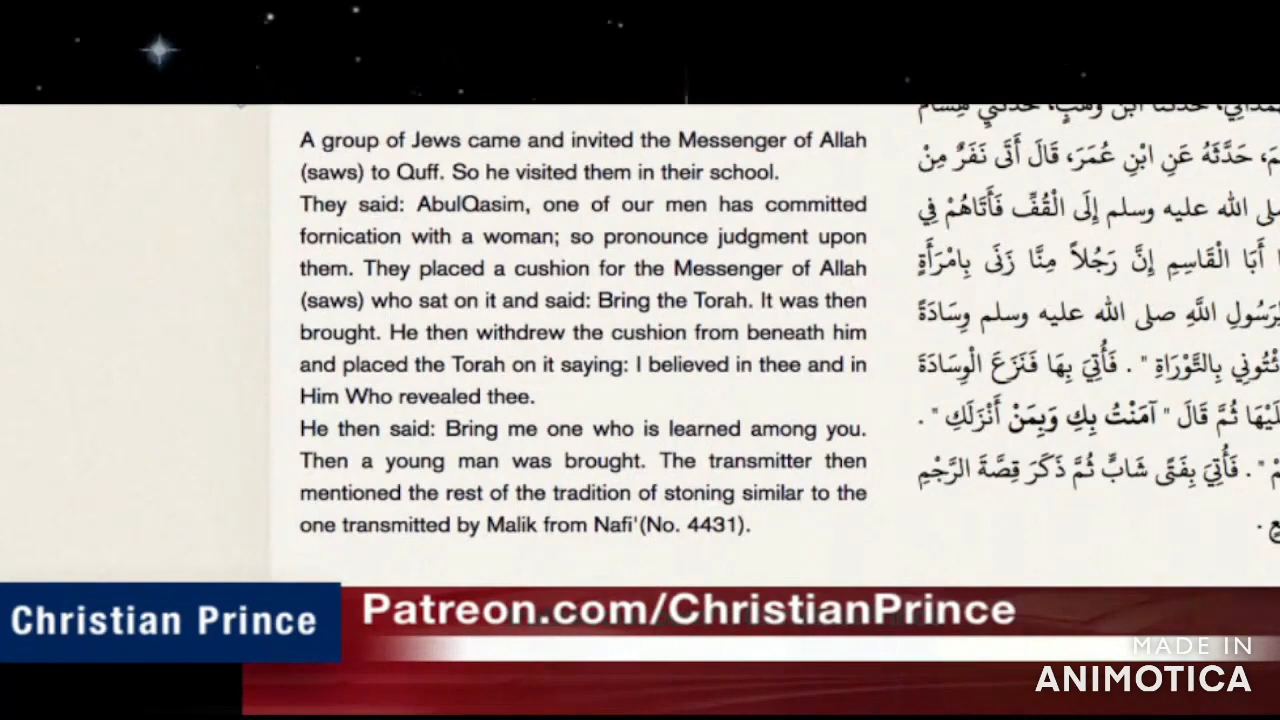 A group of Jews came and invited the Messenger of Allah
(saws) to Quff. So he visited them in their school.
They said: AbulQasim, one of our men has committed
fornication with a woman; so pronounce judgment upon
them. They placed a cushion for the Messenger of Allah
(saws) who sat on it and said: Bring the Torah. It was then
brought. He then withdrew the cushion from beneath him
and placed the Torah on it saying: I believed in thee and in
Him Who revealed thee.
He then said: Bring me one who is learned among you.
Then a young man was brought. The transmitter then
mentioned the rest of the tradition of stoning similar to the
one transmitted by Malik from Nafi'(No. 4431).
حَدَّثَهُ عَنِ ابْنِ عُمَرَ، قَالَ أَتَى نَفَرٌ مِنْ
الله عليه وسلم إِلَى الْقُفِّ فَأَتَاهُمْ فِي
أَبَا الْقَاسِمِ إِنَّ رَجُلاً مِنَّا زَنَى بِامْرَأَةٍ
اللَّهِ صلى الله عليه وسلم وِسَادَةً
بِالتَّوْرَاةِ " . فَأُتِيَ بِهَا فَنَزَعَ الْوِسَادَةَ
ثُمَّ قَالَ " آمَنْتُ بِكِ وَبِمَنْ أَنْزَلَكِ " .
" . فَأُتِيَ بِفَتًى شَابٍّ ثُمَّ ذَكَرَ قِصَّةَ الرَّجْمِ
Christian Prince
Patreon.com/ChristianPrince
MADE IN
ANIMOTICA